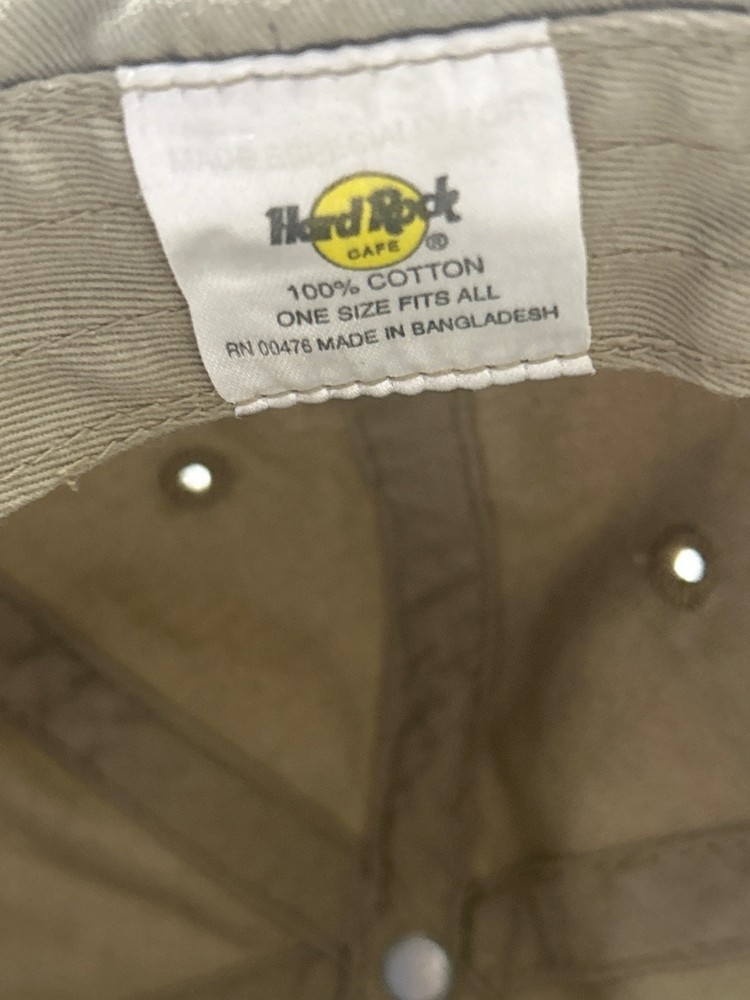 Hard Rock
CAFE ®
100% COTTON
ONE SIZE FITS ALL
RN 00476 MADE IN BANGLADESH